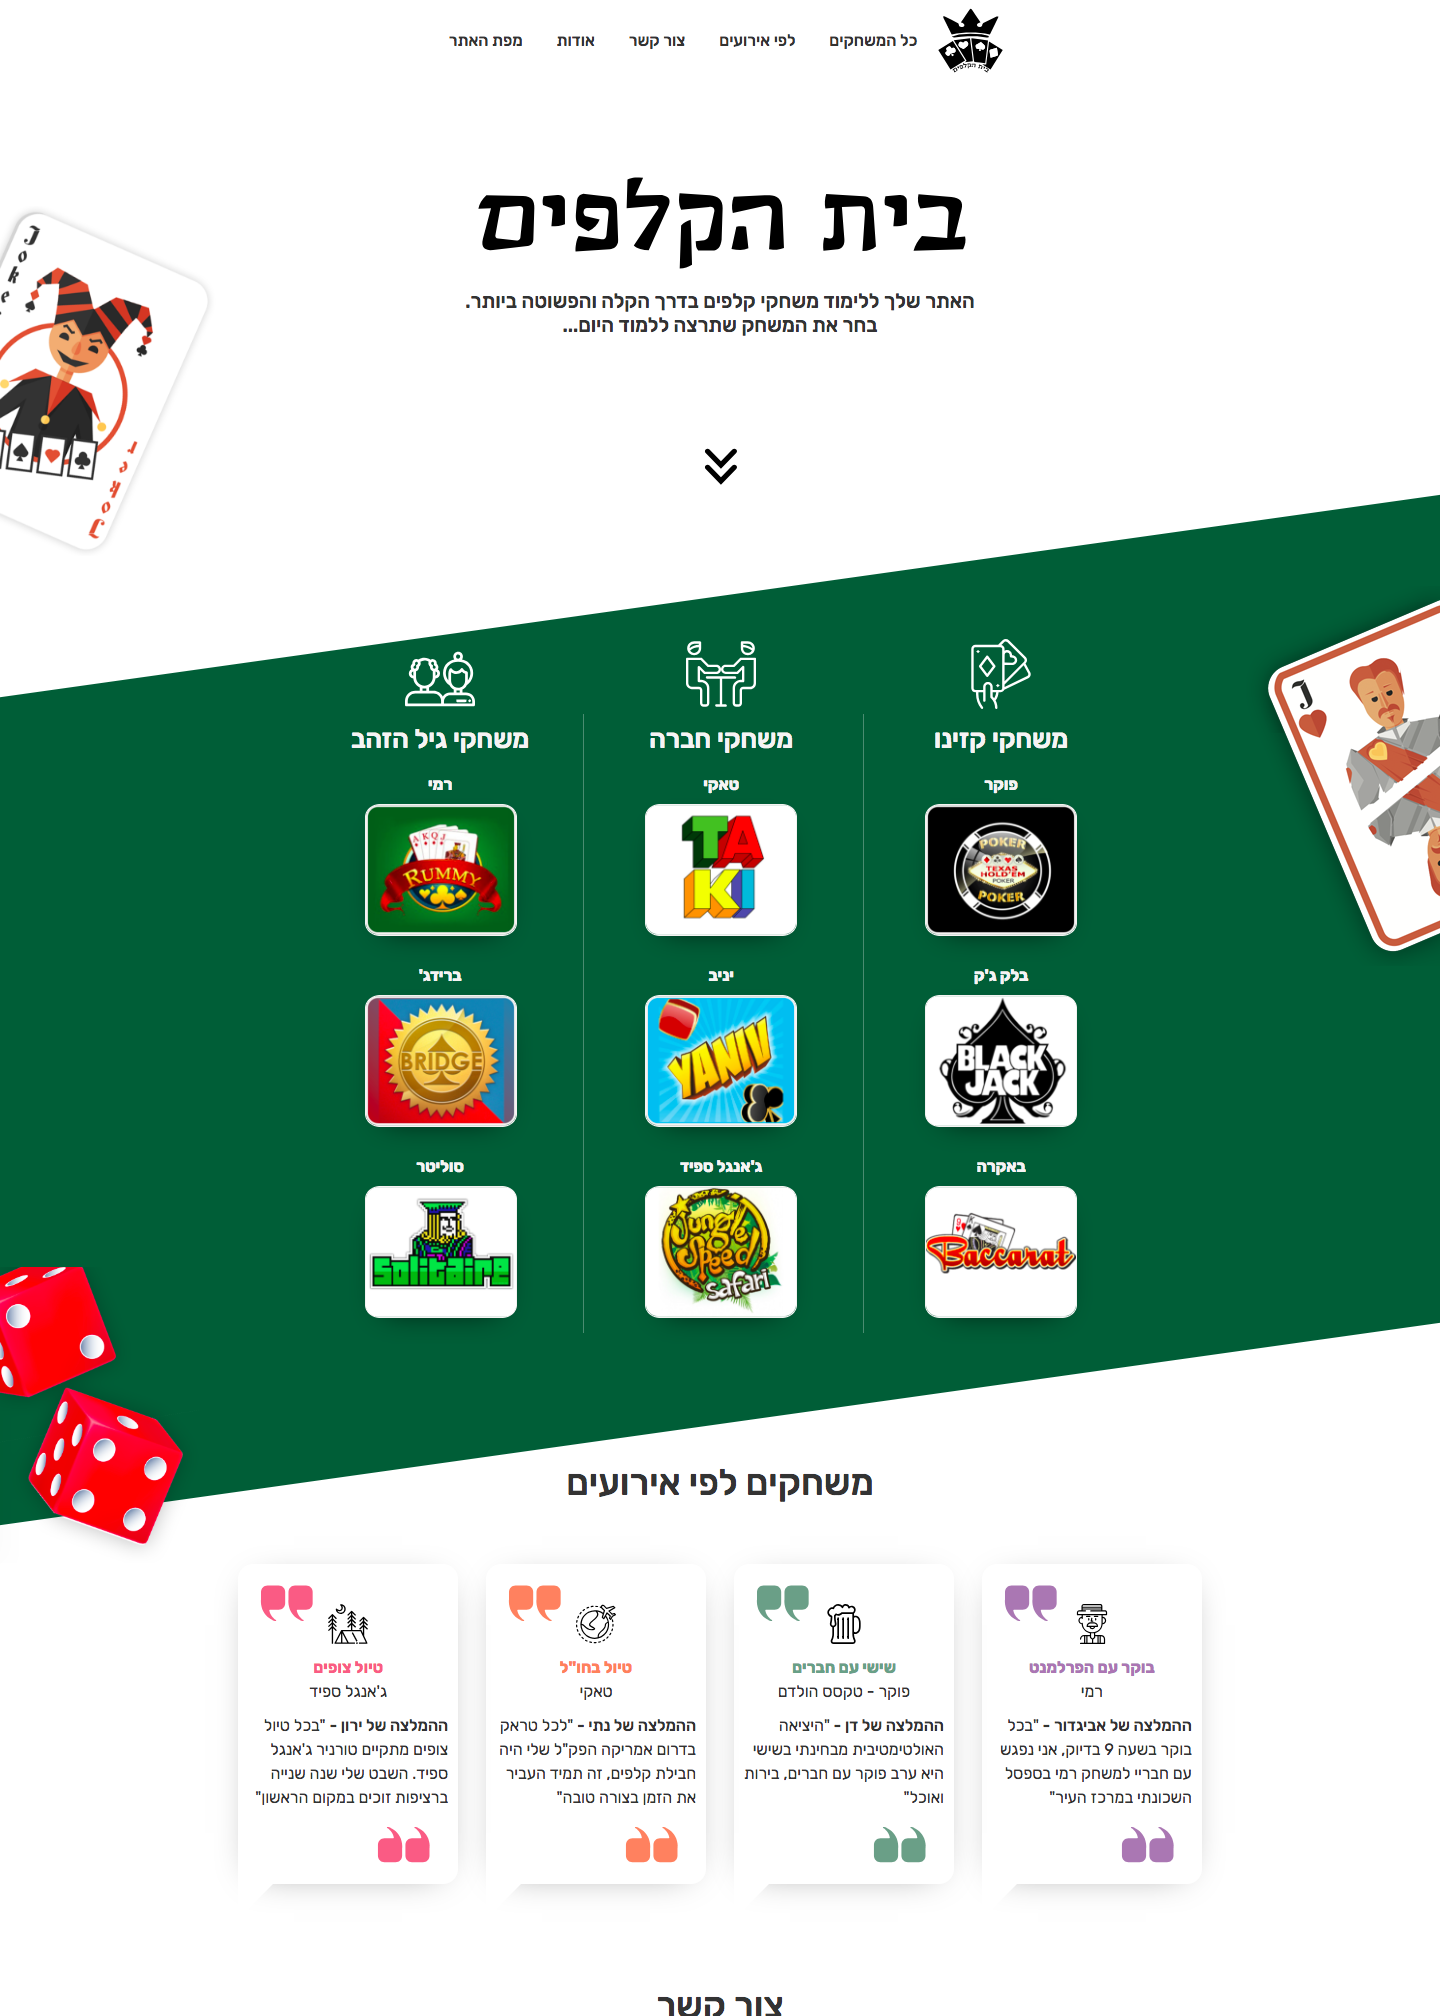 בית הקלפים
כל המשחקים
לפי אירועים
צור קשר
אודות
מפת האתר
בית הקלפים
האתר שלך ללימוד משחקי קלפים בדרך הקלה והפשוטה ביותר.
בחר את המשחק שתרצה ללמוד היום...
Joker
Joker
J
משחקי קזינו
פוקר
POKER
TEXAS
HOLD'EM
POKER
POKER
בלק ג'ק
BLACK
JACK
באקרה
Baccarat
משחקי חברה
טאקי
TAKI
יניב
YANIV
ג'אנגל ספיד
Jungle
Speed
Safari
משחקי גיל הזהב
רמי
A K Q J
RUMMY
ברידג'
BRIDGE
סוליטר
Solitaire
משחקים לפי אירועים
בוקר עם הפרלמנט
רמי
ההמלצה של אביגדור - "בכל
בוקר בשעה 9 בדיוק, אני נפגש
עם חבריי למשחק רמי בספסל
השכונתי במרכז העיר"
שישי עם חברים
פוקר - טקסס הולדם
ההמלצה של דן - "היציאה
האולטימטיבית מבחינתי בשישי
היא ערב פוקר עם חברים, בירות
ואוכל"
טיול בחו"ל
טאקי
ההמלצה של נתי - "לכל טראק
בדרום אמריקה הפק"ל שלי היה
חבילת קלפים, זה תמיד העביר
את הזמן בצורה טובה"
טיול צופים
ג'אנגל ספיד
ההמלצה של ירון - "בכל טיול
צופים מתקיים טורניר ג'אנגל
ספיד. השבט שלי שנה שנייה
ברציפות זוכים במקום הראשון"
צור קשר